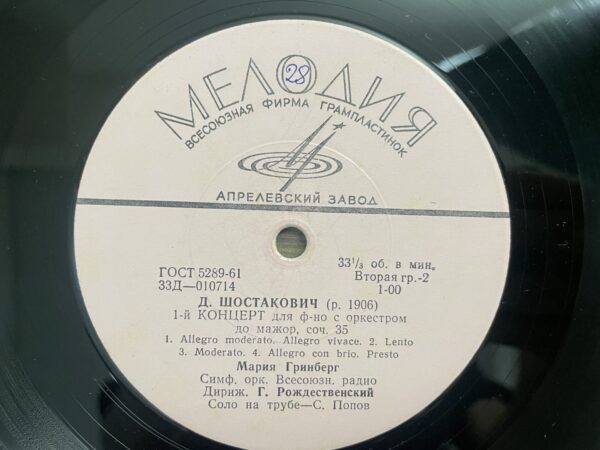 МЕЛОДИЯ
28
ВСЕСОЮЗНАЯ ФИРМА ГРАМПЛАСТИНОК
АПРЕЛЕВСКИЙ ЗАВОД
ГОСТ 5289-61
33Д—010714
33⅓ об. в мин.
Вторая гр.-2
1-00
Д. ШОСТАКОВИЧ (р. 1906)
1-й КОНЦЕРТ для ф-но с оркестром
до мажор, соч. 35
1. Allegro moderato. Allegro vivace. 2. Lento
3. Moderato. 4. Allegro con brio. Presto
Мария Гринберг
Симф. орк. Всесоюзн. радио
Дириж. Г. Рождественский
Соло на трубе—С. Попов